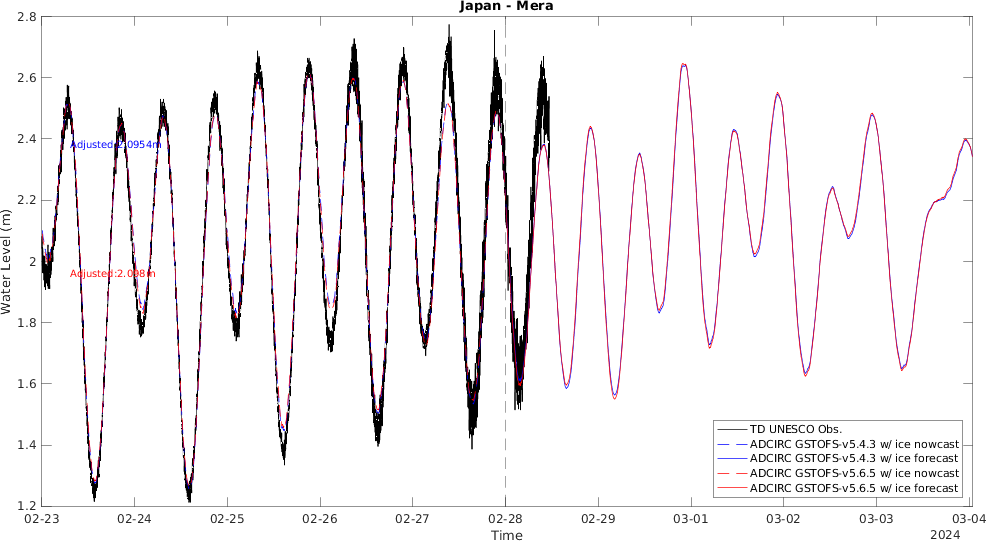 Japan - Mera
Water Level (m)
2.8
2.6
2.4
2.2
2
1.8
1.6
1.4
1.2
Adjusted:2.0954m
Adjusted:2.098m
TD UNESCO Obs.
ADCIRC GSTOFS-v5.4.3 w/ ice nowcast
ADCIRC GSTOFS-v5.4.3 w/ ice forecast
ADCIRC GSTOFS-v5.6.5 w/ ice nowcast
ADCIRC GSTOFS-v5.6.5 w/ ice forecast
02-23 02-24 02-25 02-26 02-27 02-28 02-29 03-01 03-02 03-03 03-04
Time
2024